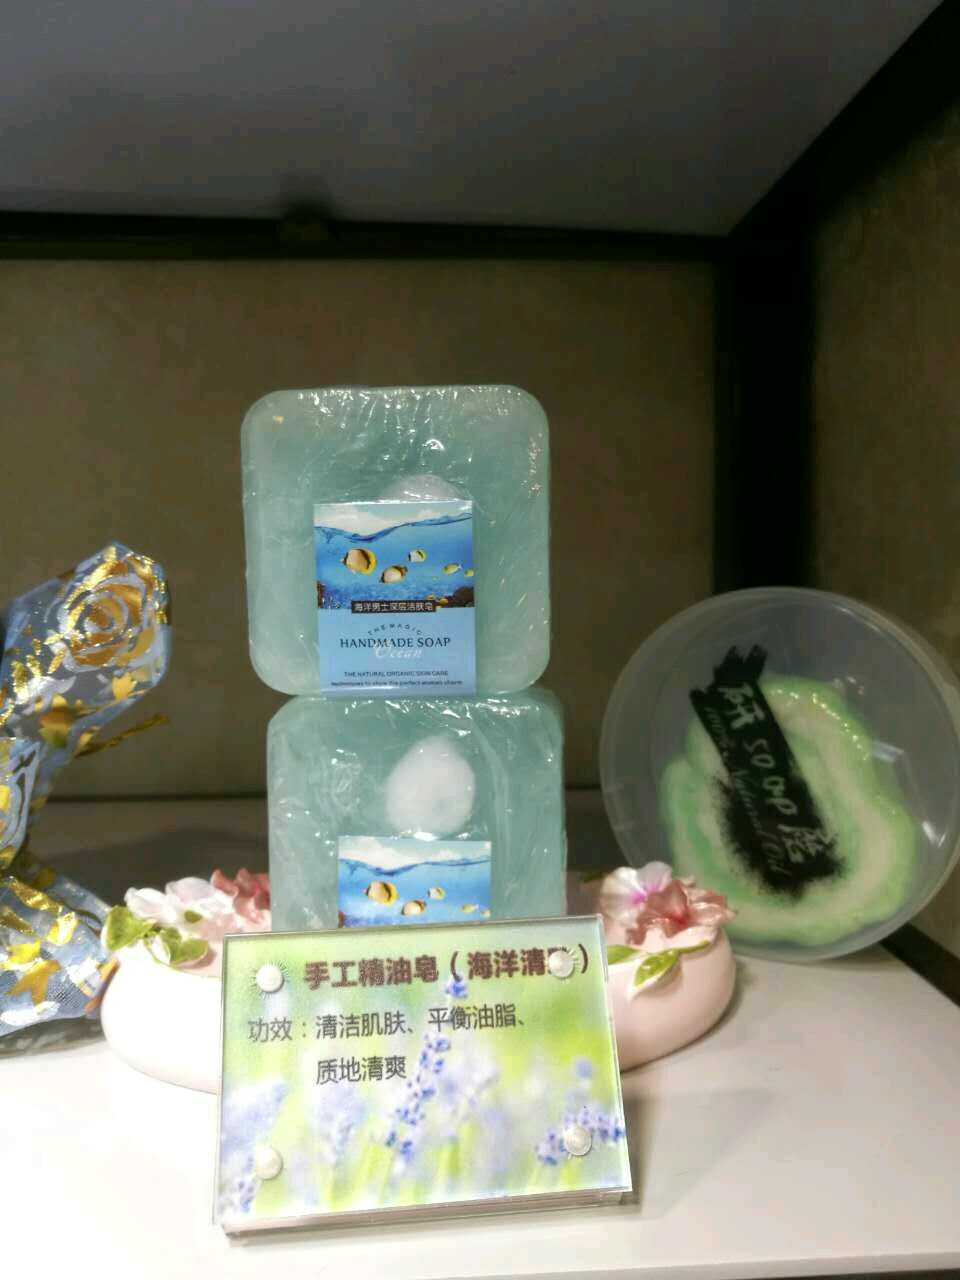 海洋男士深层洁肤皂
THE MAGIC
HANDMADE SOAP
Ocean
THE NATURAL ORGANIC SKIN CARE
soap
Natural
手工精油皂（海洋清
）
功效：清洁肌肤、平衡油脂、
质地清爽